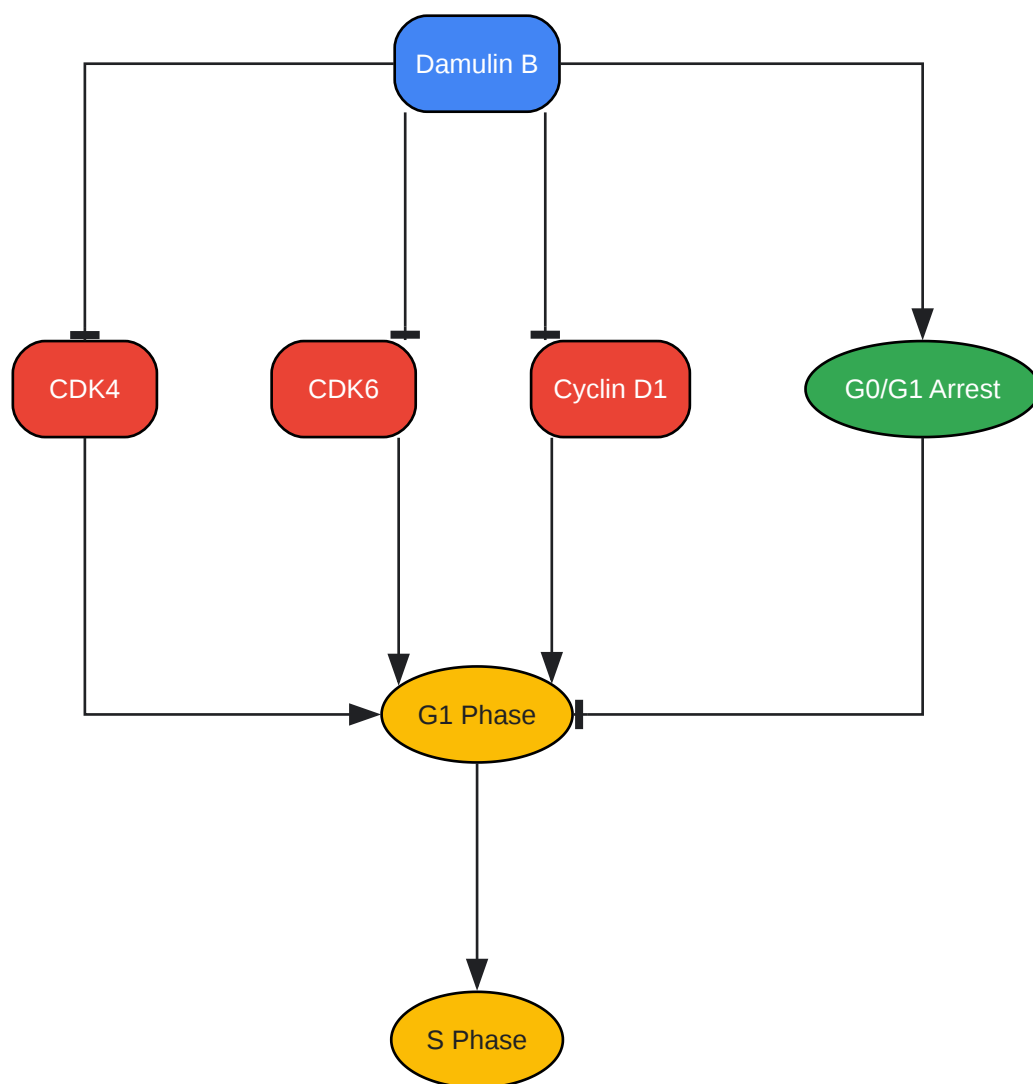 Damulin B
CDK4
CDK6
Cyclin D1
G0/G1 Arrest
G1 Phase
S Phase